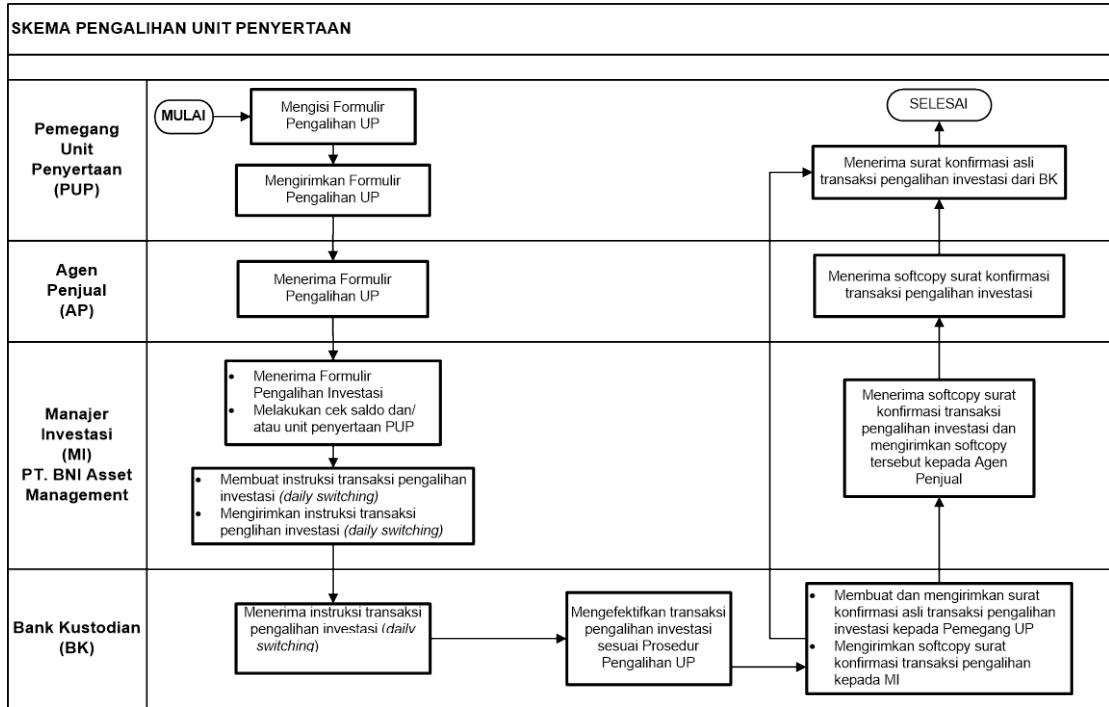 SKEMA PENGALIHAN UNIT PENYERTAAN
Pemegang
Unit
Penyertaan
(PUP)
MULAI
Mengisi Formulir
Pengalihan UP
Mengirimkan Formulir
Pengalihan UP
SELESAI
Menerima surat konfirmasi asli
transaksi pengalihan investasi dari BK
Agen
Penjual
(AP)
Menerima Formulir
Pengalihan UP
Menerima softcopy surat konfirmasi
transaksi pengalihan investasi
Manajer
Investasi
(MI)
PT. BNI Asset
Management
• Menerima Formulir
Pengalihan Investasi
• Melakukan cek saldo dan/
atau unit penyertaan PUP
• Membuat instruksi transaksi pengalihan
investasi (daily switching)
• Mengirimkan instruksi transaksi
penglihan investasi (daily switching)
Menerima softcopy surat
konfirmasi transaksi
pengalihan investasi dan
mengirimkan softcopy
tersebut kepada Agen
Penjual
Bank Kustodian
(BK)
Menerima instruksi transaksi
pengalihan investasi (daily
switching)
Mengefektifkan transaksi
pengalihan investasi
sesuai Prosedur
Pengalihan UP
• Membuat dan mengirimkan surat
konfirmasi asli transaksi pengalihan
investasi kepada Pemegang UP
• Mengirimkan softcopy surat
konfirmasi transaksi pengalihan
kepada MI